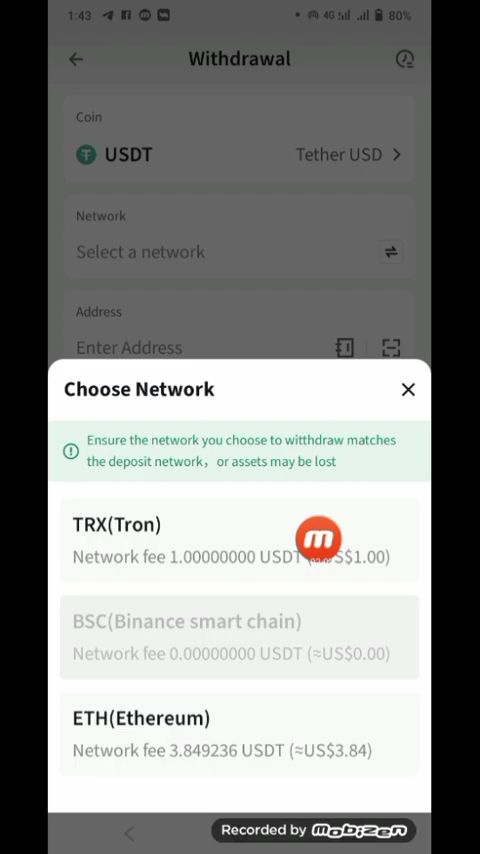 1:43
4G
80%
Withdrawal
Coin
USDT
Tether USD
Network
Select a network
Address
Enter Address
Choose Network
Ensure the network you choose to witthdraw matches
the deposit network，or assets may be lost
TRX(Tron)
Network fee 1.00000000 USDT (≈US$1.00)
BSC(Binance smart chain)
Network fee 0.00000000 USDT (≈US$0.00)
ETH(Ethereum)
Network fee 3.849236 USDT (≈US$3.84)
Recorded by mobizen